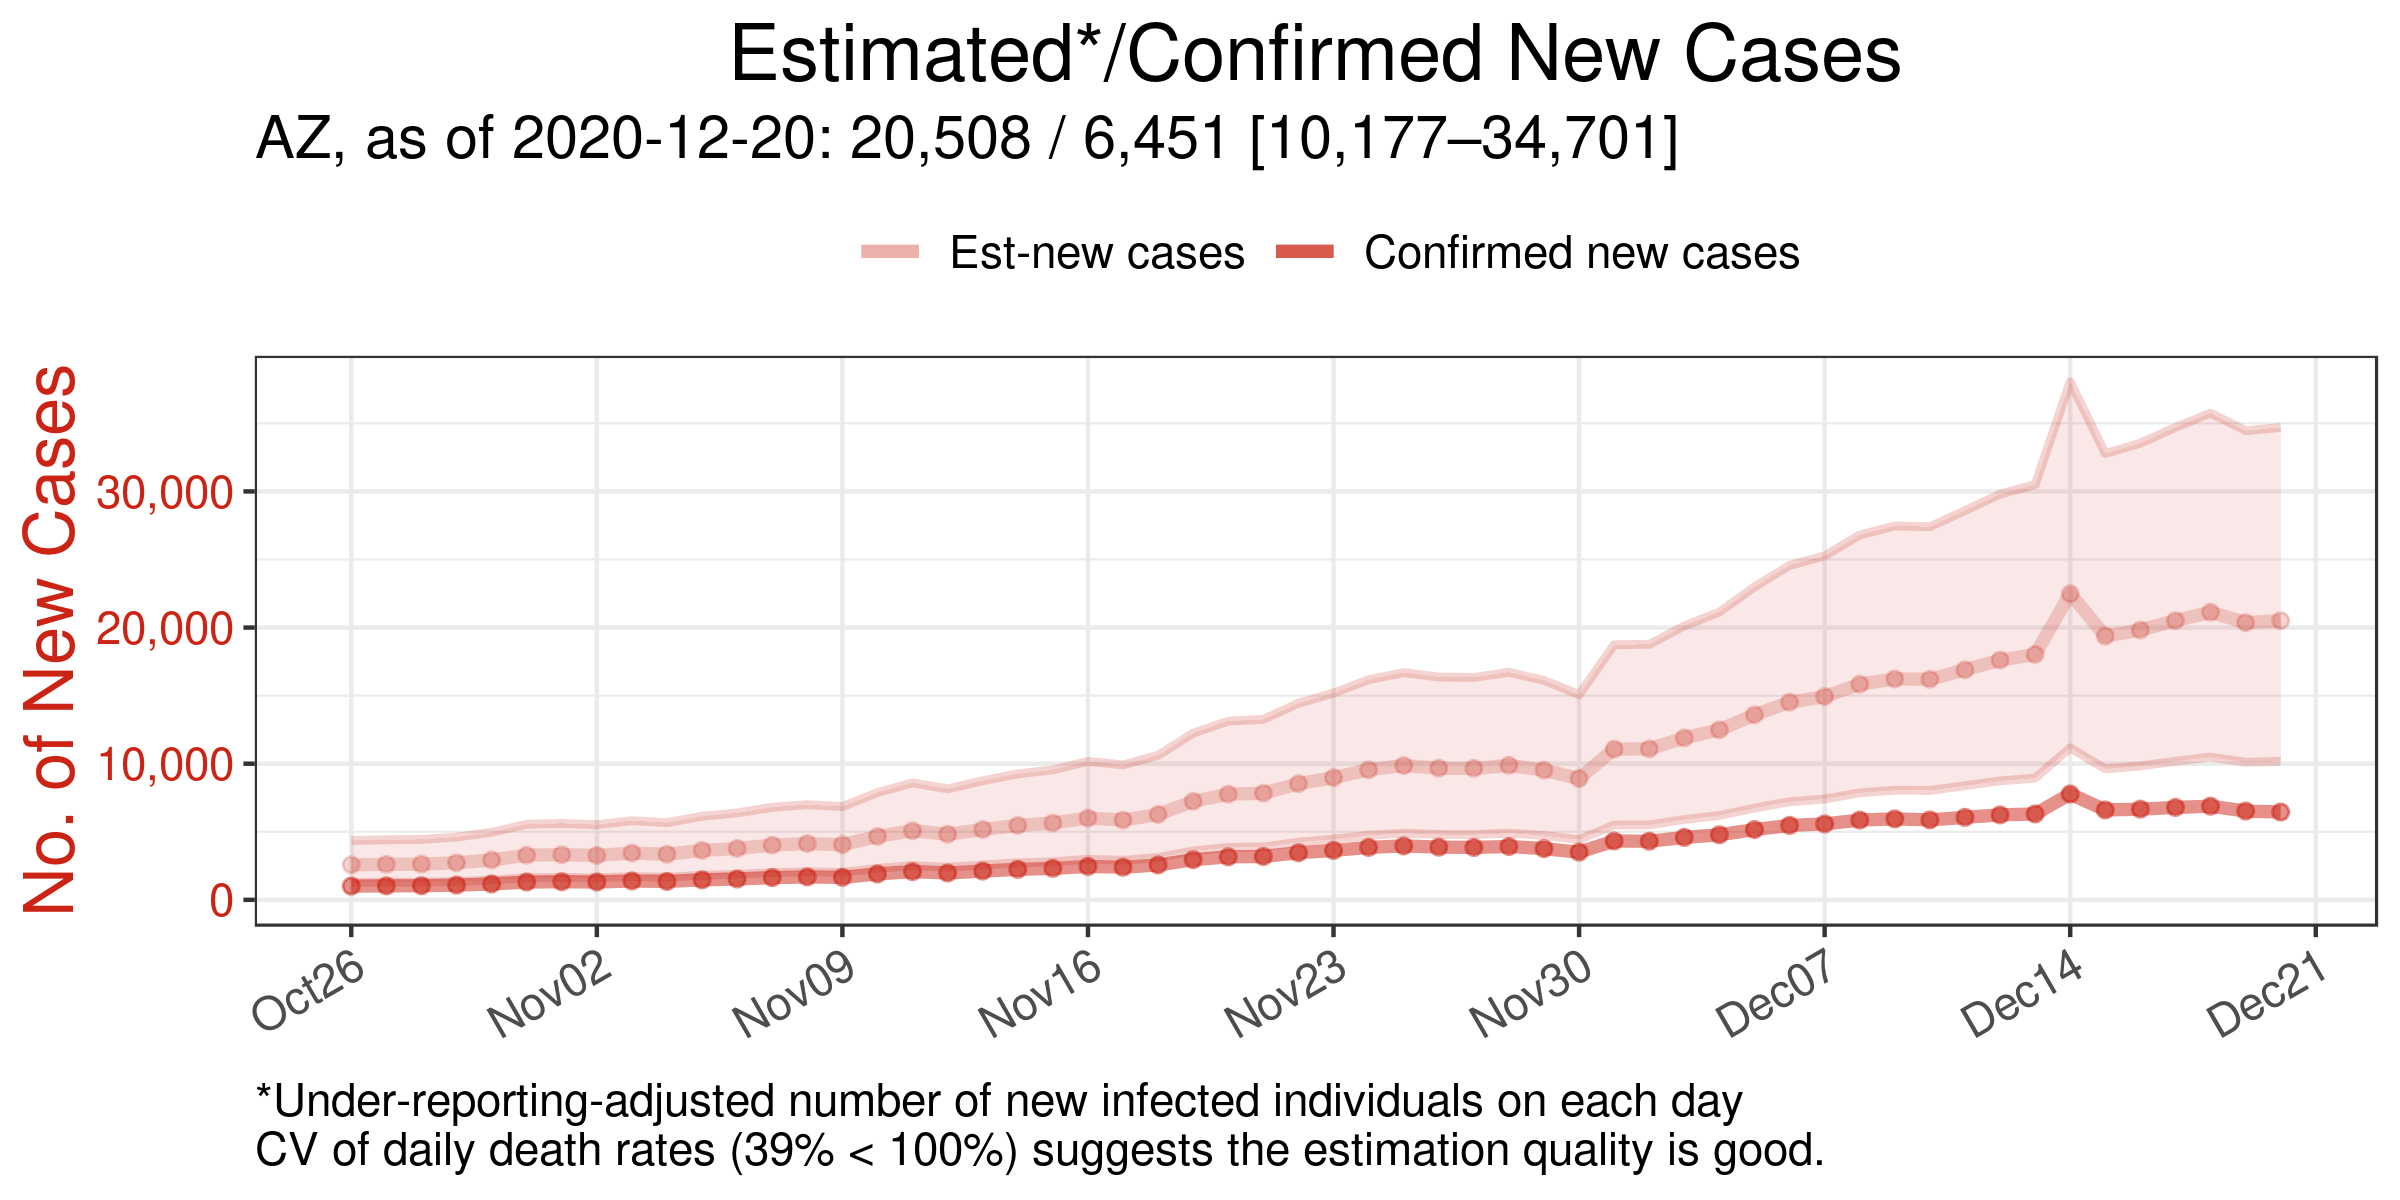 Estimated*/Confirmed New Cases
AZ, as of 2020-12-20: 20,508 / 6,451 [10,177–34,701]
Est-new cases
Confirmed new cases
No. of New Cases
30,000
20,000
10,000
0
Oct26
Nov02
Nov09
Nov16
Nov23
Nov30
Dec07
Dec14
Dec21
*Under-reporting-adjusted number of new infected individuals on each day
CV of daily death rates (39% < 100%) suggests the estimation quality is good.